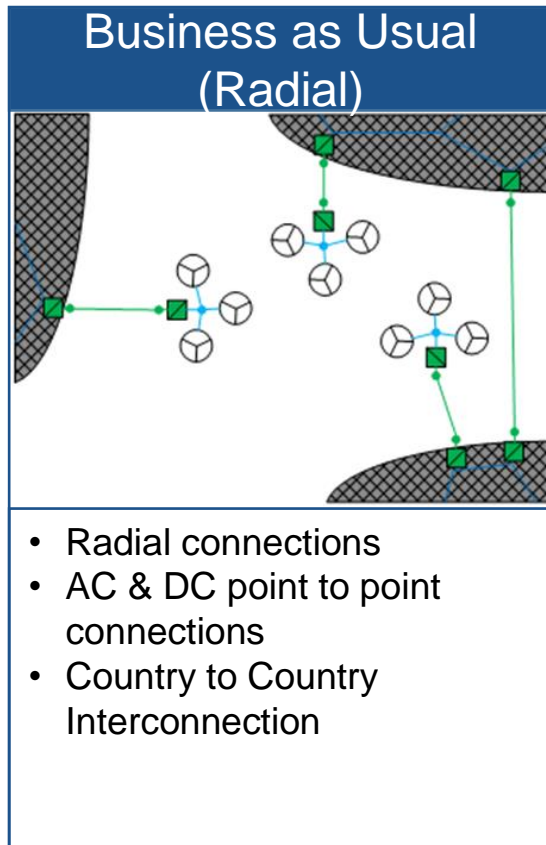 Business as Usual
(Radial)
• Radial connections
• AC & DC point to point
connections
• Country to Country
Interconnection